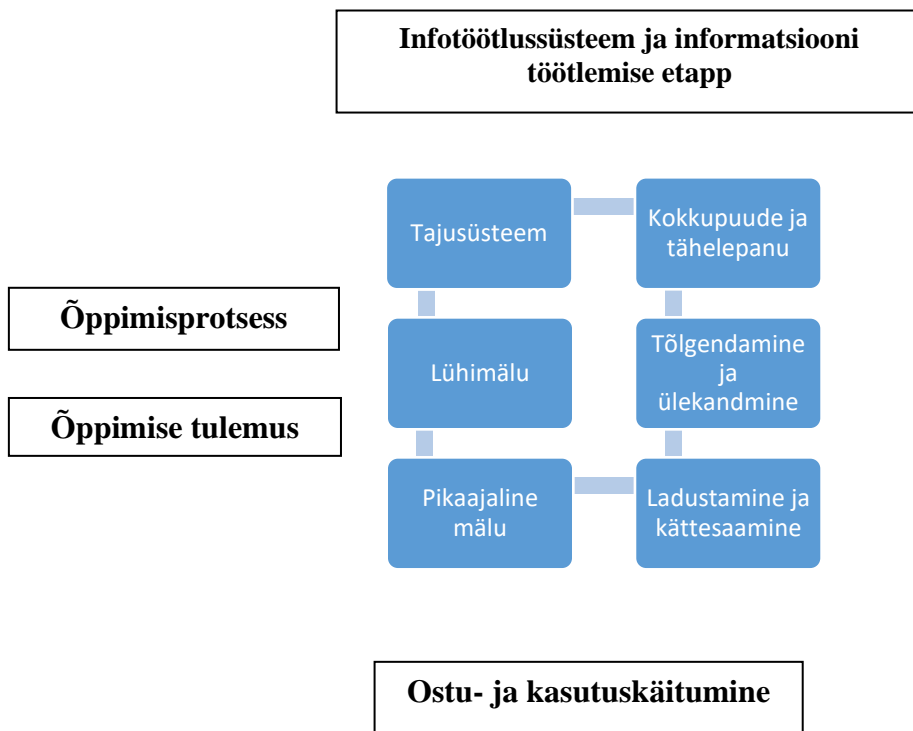 Infotöötlussüsteem ja informatsiooni
töötlemise etapp
Tajusüsteem
Kokkupuude ja
tähelepanu
Õppimisprotsess
Lühimälu
Tõlgendamine
ja
ülekandmine
Õppimise tulemus
Pikaajaline
mälu
Ladustamine ja
kättesaamine
Ostu- ja kasutuskäitumine